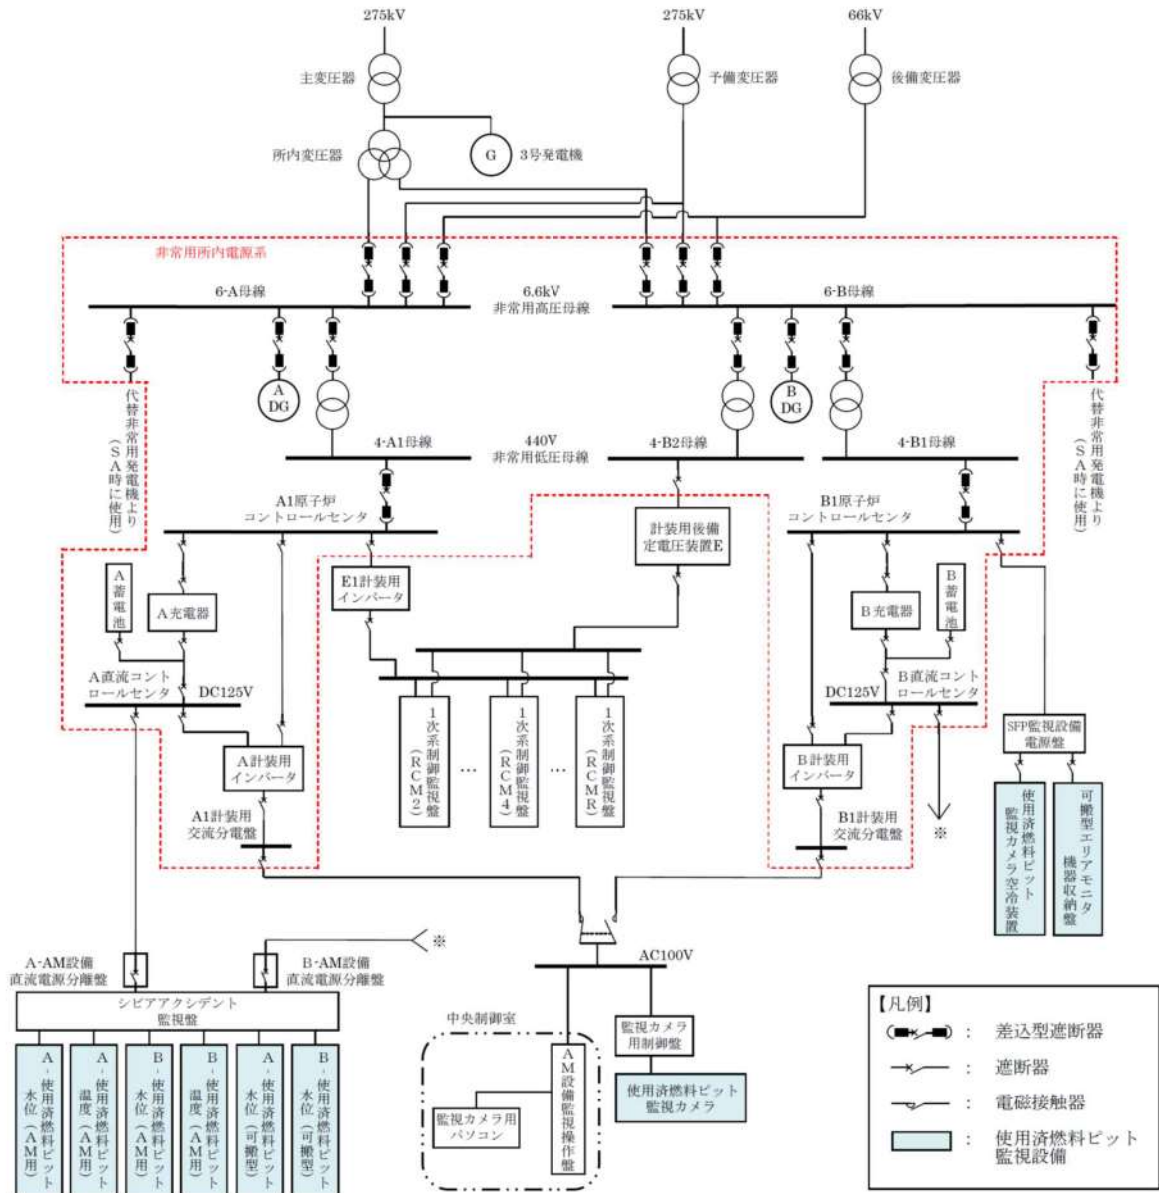 275kV
275kV
66kV
主変圧器
予備変圧器
後備変圧器
所内変圧器
G
3号発電機
非常用所内電源系
6-A母線
6.6kV
非常用高圧母線
6-B母線
A
DG
B
DG
代替非常用発電機より
(SA時に使用)
代替非常用発電機より
(SA時に使用)
4-A1母線
440V
非常用低圧母線
4-B2母線
4-B1母線
A1原子炉
コントロールセンタ
計装用後備
定電圧装置E
B1原子炉
コントロールセンタ
A蓄電池
A充電器
E1計装用
インバータ
B充電器
B蓄電池
A直流コント
ロールセンタ
DC125V
DC125V
B直流コント
ロールセンタ
1次系制御監視盤
(RCM2)
…
1次系制御監視盤
(RCM4)
…
1次系制御監視盤
(RCMR)
SFP監視設備
電源盤
A計装用
インバータ
B計装用
インバータ
A1計装用
交流分電盤
B1計装用
交流分電盤
※
使用済燃料ピット
監視カメラ空冷装置
可搬型エリアモニタ
機器収納盤
※
A-AM設備
直流電源分離盤
B-AM設備
直流電源分離盤
AC100V
シビアアクシデント
監視盤
中央制御室
監視カメラ
用制御盤
A-使用済燃料ピット
水位(AM用)
A-使用済燃料ピット
温度(AM用)
B-使用済燃料ピット
水位(AM用)
B-使用済燃料ピット
温度(AM用)
A-使用済燃料ピット
水位(可搬型)
B-使用済燃料ピット
水位(可搬型)
監視カメラ用
パソコン
AM設備監視操作盤
使用済燃料ピット
監視カメラ
【凡例】
: 差込型遮断器
: 遮断器
: 電磁接触器
: 使用済燃料ピット
監視設備